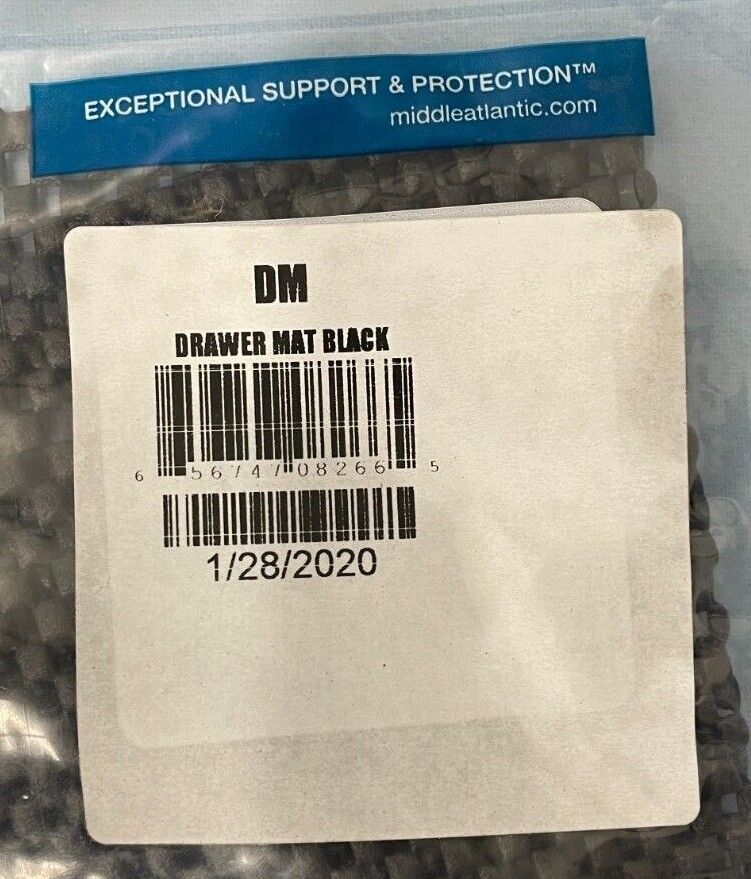 EXCEPTIONAL SUPPORT & PROTECTION™
middleatlantic.com
DM
DRAWER MAT BLACK
6 56747 08266 5
1/28/2020